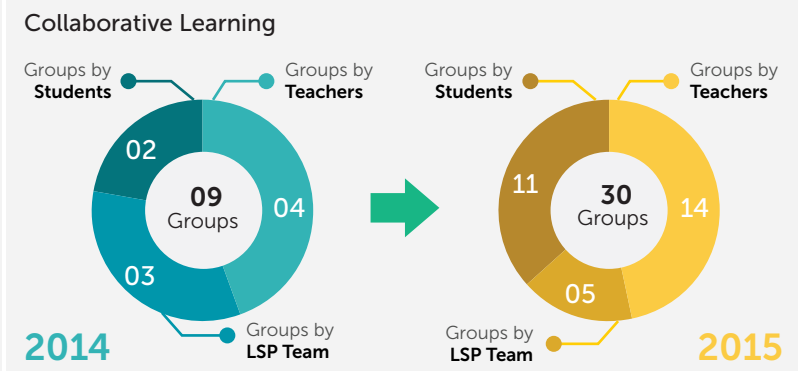 Collaborative Learning
Groups by
Students
Groups by
Teachers
02
09
Groups
04
03
Groups by
LSP Team
2014
Groups by
Students
Groups by
Teachers
11
30
Groups
14
05
Groups by
LSP Team
2015